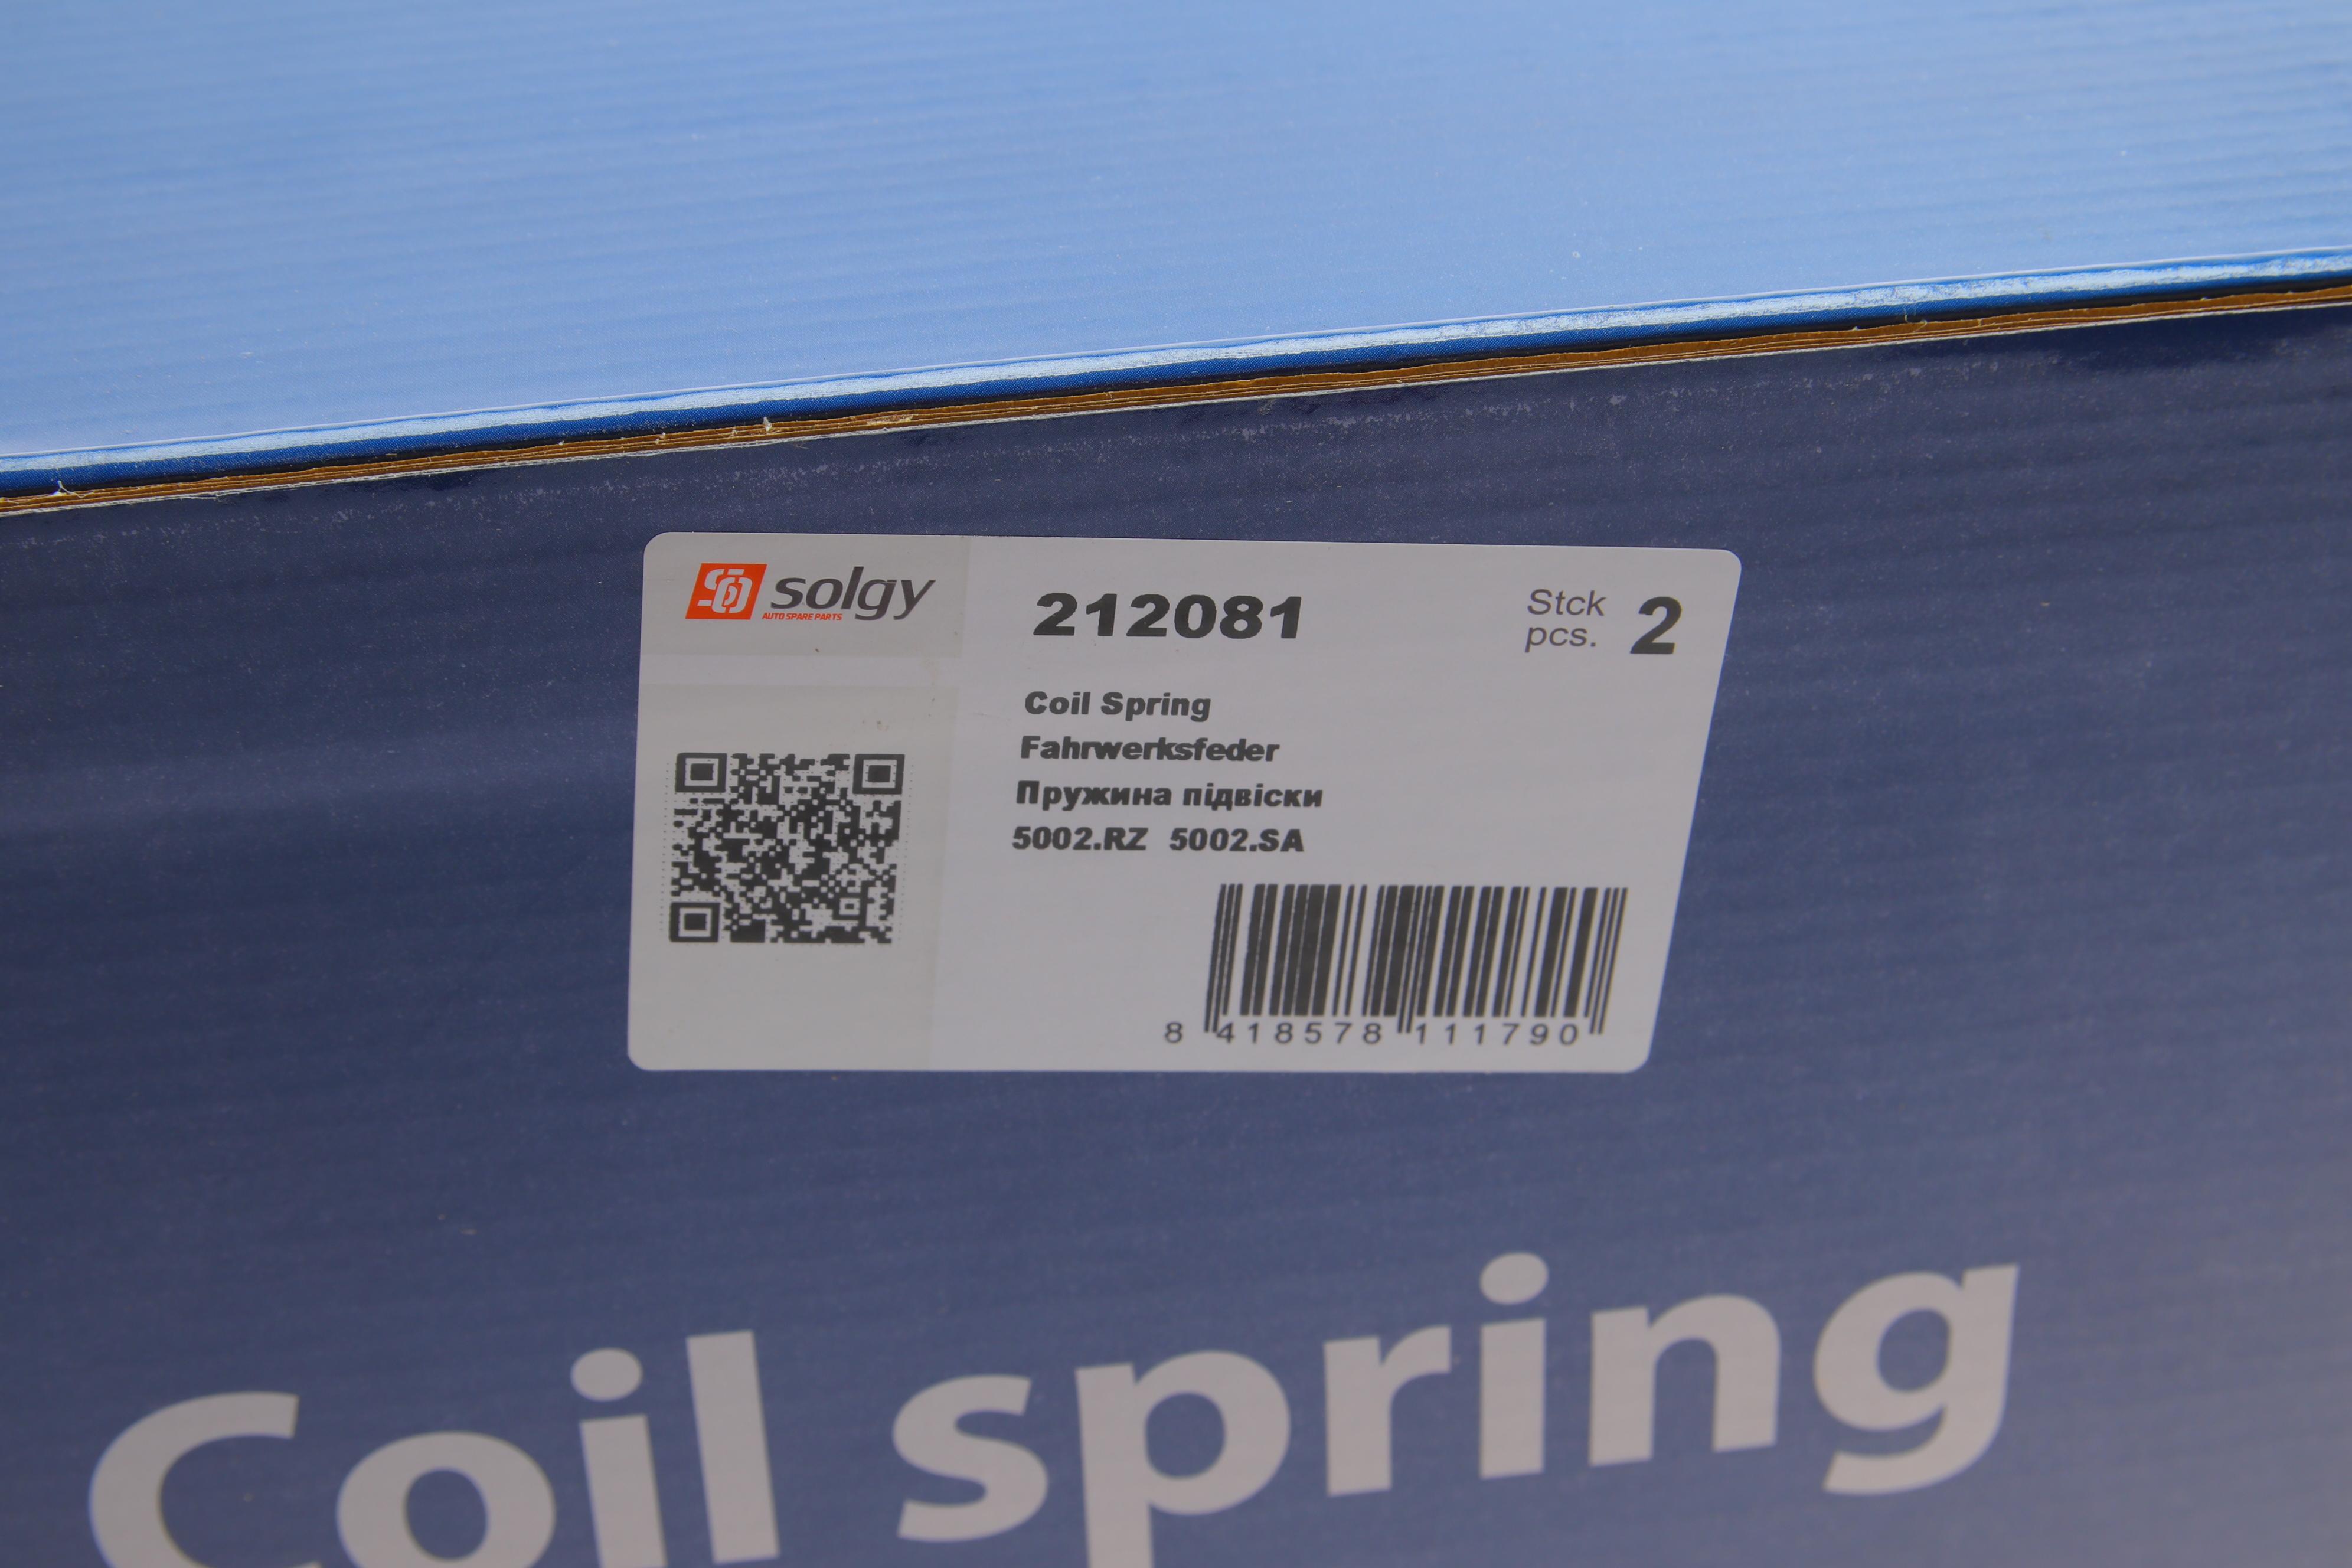 solgy
AUTO SPARE PARTS
212081
Stck
pcs. 2
Coil Spring
Fahrwerksfeder
Пружина підвіски
5002.RZ 5002.SA
8 418578 111790
Coil spring